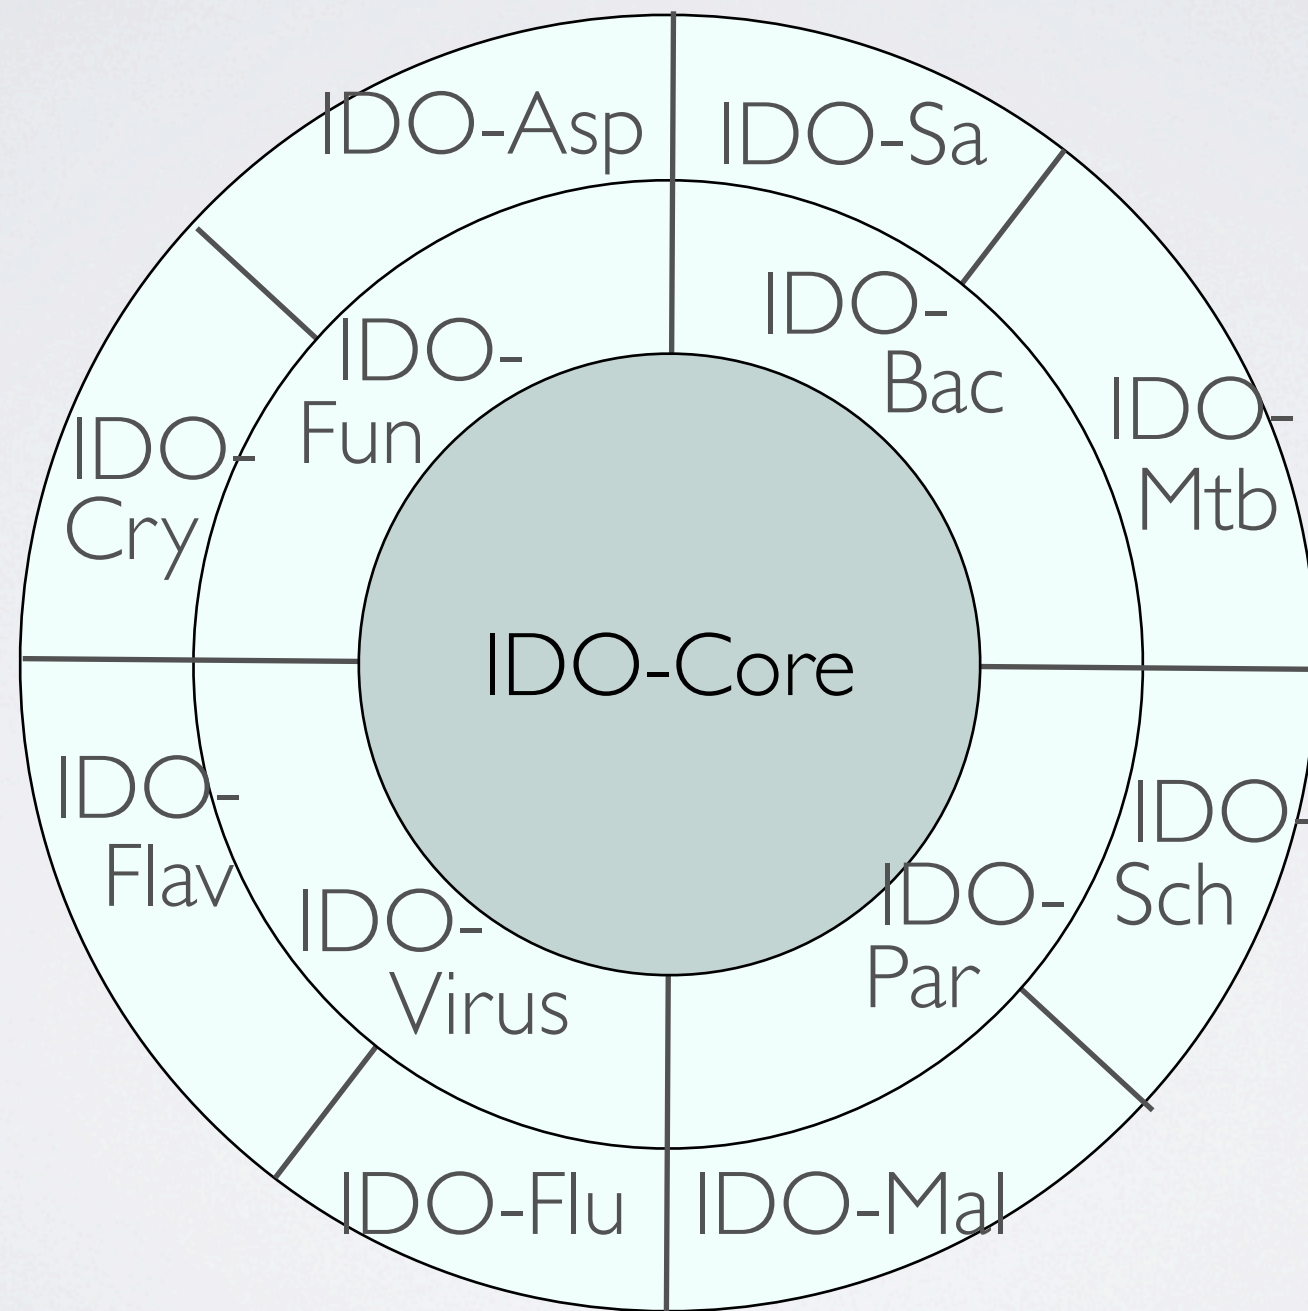 IDO-Asp
IDO-Sa
IDO-
Bac
IDO-
Fun
IDO-
Mtb
IDO-
Cry
IDO-Core
IDO-
Flav
IDO-
Sch
IDO-
Par
IDO-
Virus
IDO-Flu
IDO-Mal